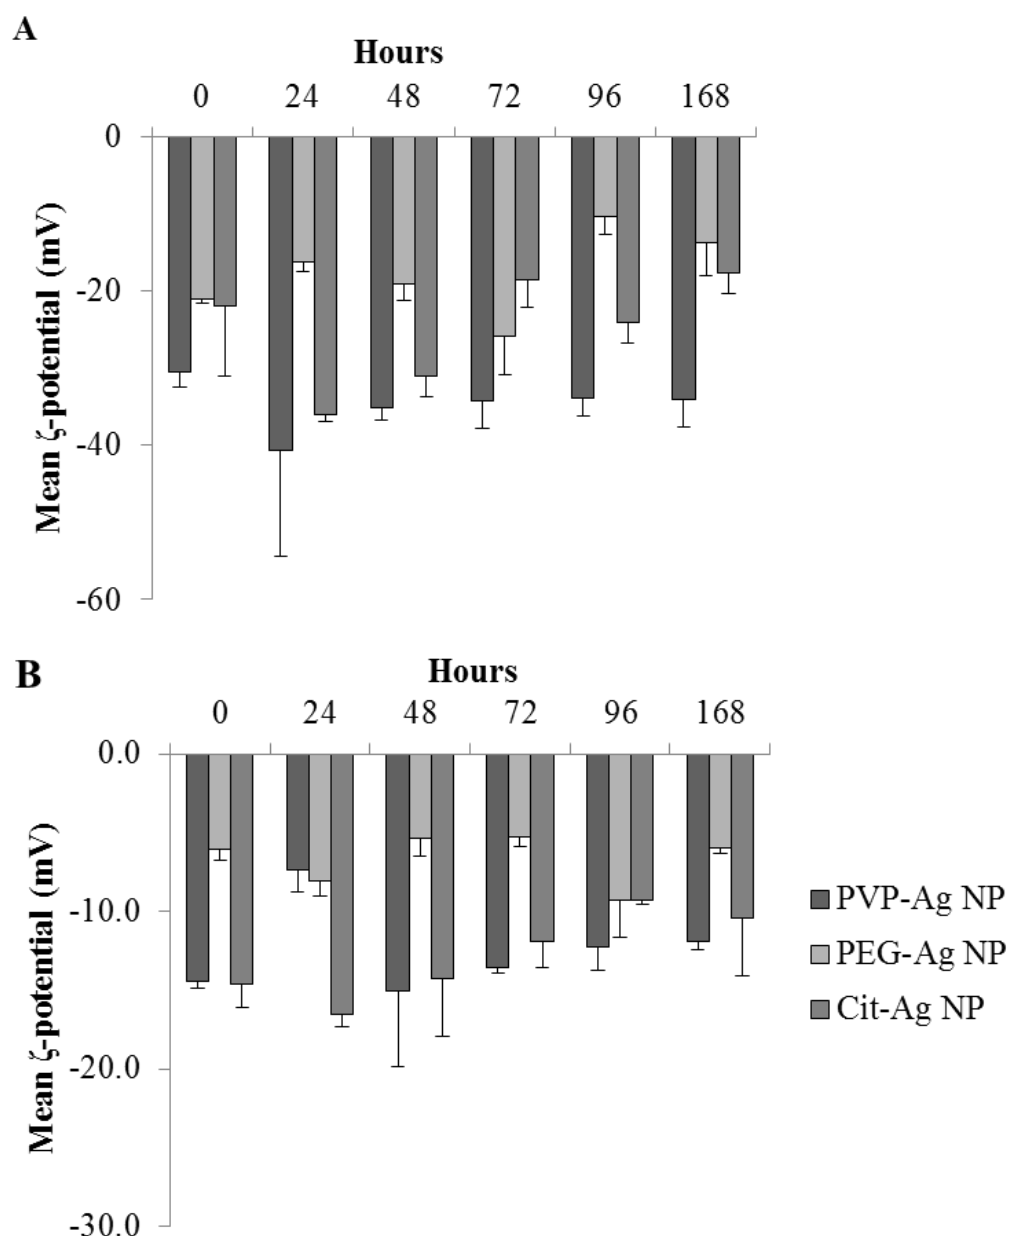 A
Hours
0 24 48 72 96 168
0
-20
-40
-60
Mean ζ-potential (mV)
B
Hours
0 24 48 72 96 168
0.0
-10.0
-20.0
-30.0
Mean ζ-potential (mV)
PVP-Ag NP
PEG-Ag NP
Cit-Ag NP